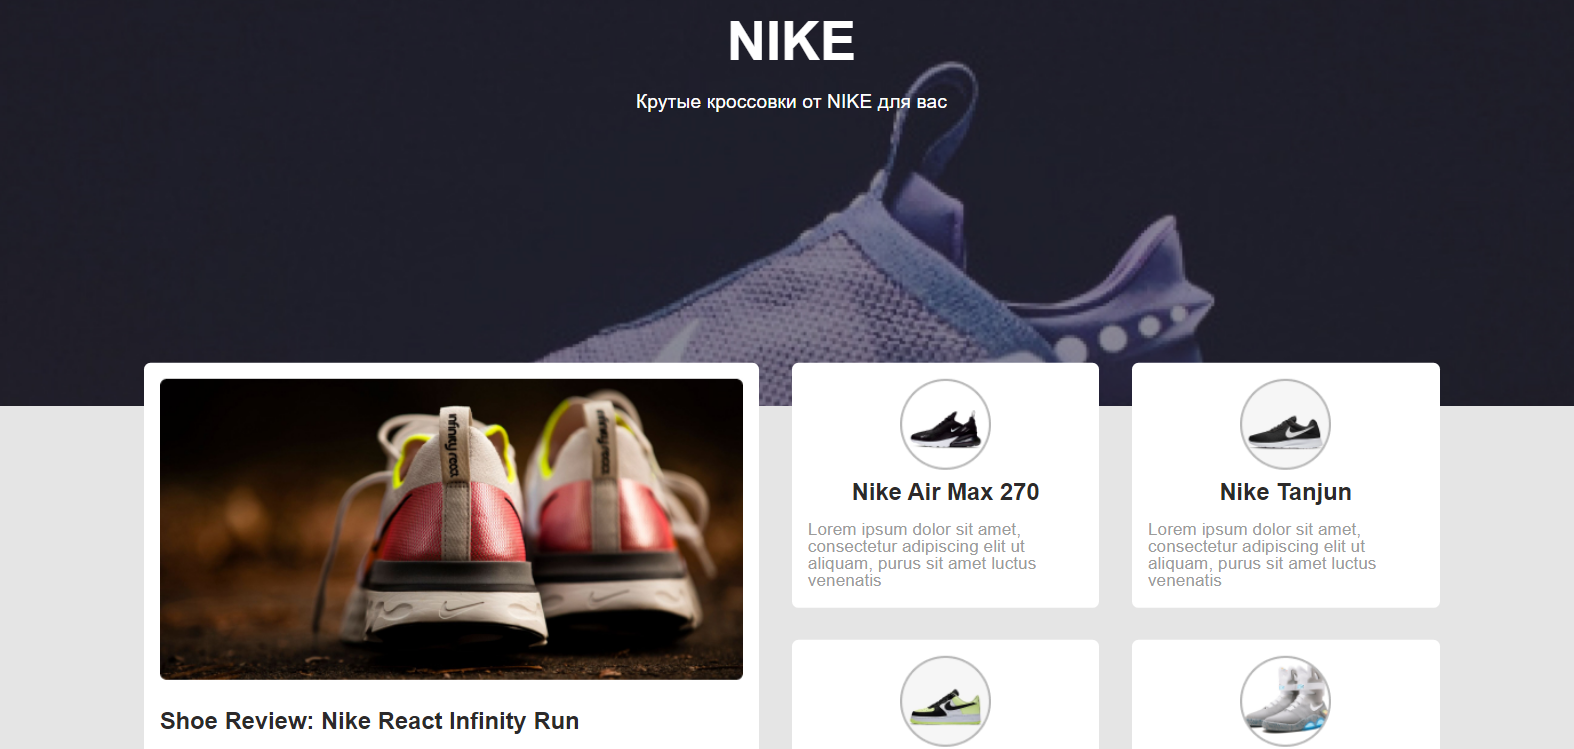 NIKE
Крутые кроссовки от NIKE для вас
infinity react
infinity react
Shoe Review: Nike React Infinity Run
Nike Air Max 270
Lorem ipsum dolor sit amet,
consectetur adipiscing elit ut
aliquam, purus sit amet luctus
venenatis
Nike Tanjun
Lorem ipsum dolor sit amet,
consectetur adipiscing elit ut
aliquam, purus sit amet luctus
venenatis